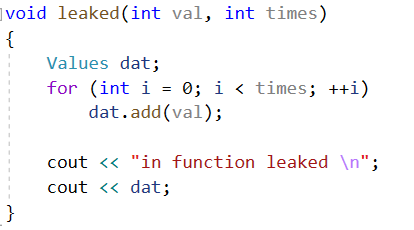 void leaked(int val, int times)
{
    Values dat;
    for (int i = 0; i < times; ++i)
        dat.add(val);

    cout << "in function leaked \n";
    cout << dat;
}